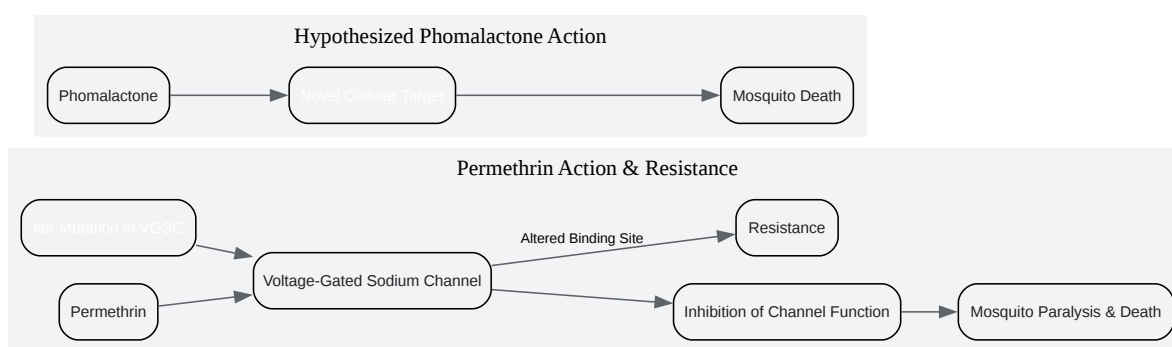 Hypothesized Phomalactone Action
Phomalactone
Novel Cellular Target
Mosquito Death
Permethrin Action & Resistance
kdr Mutation in VGSC
Permethrin
Voltage-Gated Sodium Channel
Altered Binding Site
Resistance
Inhibition of Channel Function
Mosquito Paralysis & Death